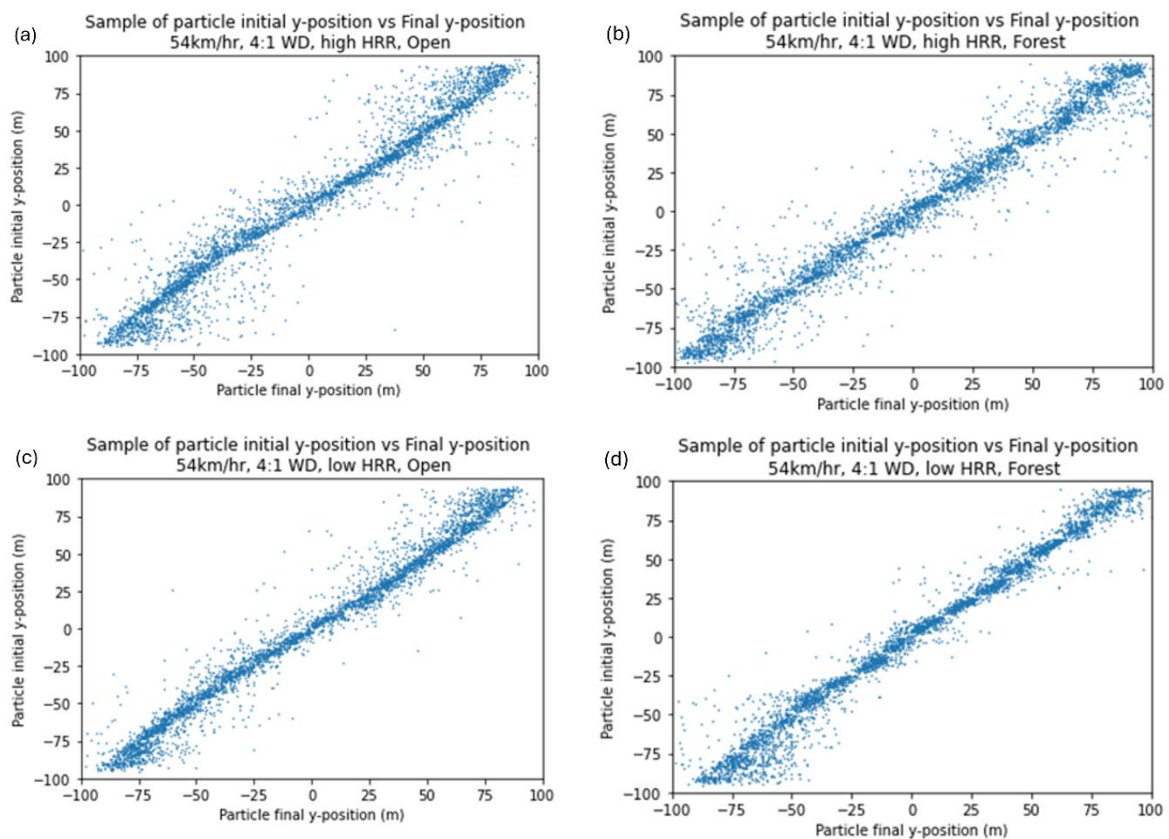 (a)
Sample of particle initial y-position vs Final y-position
54km/hr, 4:1 WD, high HRR, Open
100
75
50
25
0
−25
−50
−75
−100
Particle initial y-position (m)
−100 −75 −50 −25 0 25 50 75 100
Particle final y-position (m)
(b)
Sample of particle initial y-position vs Final y-position
54km/hr, 4:1 WD, high HRR, Forest
100
75
50
25
0
−25
−50
−75
−100
Particle initial y-position (m)
−100 −75 −50 −25 0 25 50 75 100
Particle final y-position (m)
(c)
Sample of particle initial y-position vs Final y-position
54km/hr, 4:1 WD, low HRR, Open
100
75
50
25
0
−25
−50
−75
−100
Particle initial y-position (m)
−100 −75 −50 −25 0 25 50 75 100
Particle final y-position (m)
(d)
Sample of particle initial y-position vs Final y-position
54km/hr, 4:1 WD, low HRR, Forest
100
75
50
25
0
−25
−50
−75
−100
Particle initial y-position (m)
−100 −75 −50 −25 0 25 50 75 100
Particle final y-position (m)